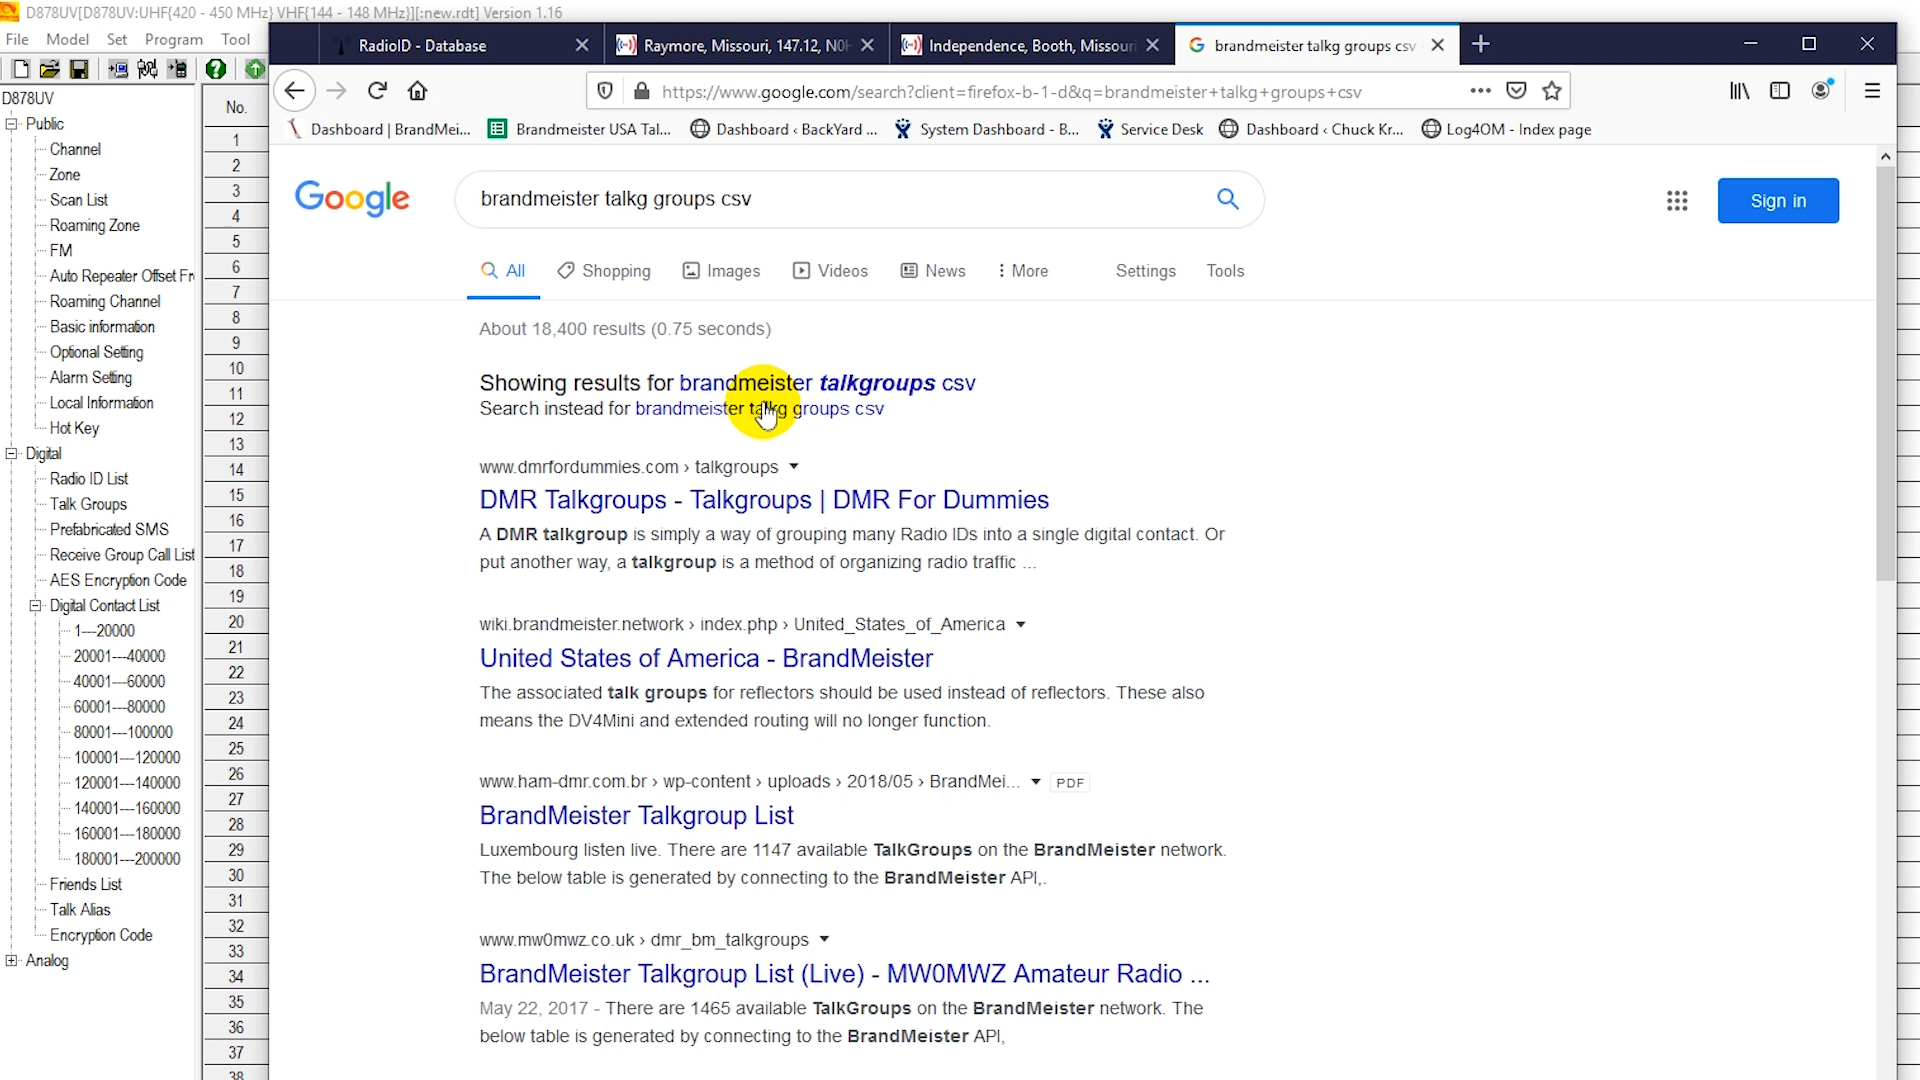 D878UV[D878UV:UHF{420 - 450 MHz} VHF{144 - 148 MHz}][:new.rdt] Version 1.16
File Model Set Program Tool
D878UV
Public
Channel
Zone
Scan List
Roaming Zone
FM
Auto Repeater Offset Fr
Roaming Channel
Basic information
Optional Setting
Alarm Setting
Local Information
Hot Key
Digital
Radio ID List
Talk Groups
Prefabricated SMS
Receive Group Call List
AES Encryption Code
Digital Contact List
1---20000
20001---40000
40001---60000
60001---80000
80001---100000
100001---120000
120001---140000
140001---160000
160001---180000
180001---200000
Friends List
Talk Alias
Encryption Code
Analog
No.
1
2
3
4
5
6
7
8
9
10
11
12
13
14
15
16
17
18
19
20
21
22
23
24
25
26
27
28
29
30
31
32
33
34
35
36
37
38
RadioID - Database
Raymore, Missouri, 147.12, N0H
Independence, Booth, Missouri
brandmeister talkg groups csv
https://www.google.com/search?client=firefox-b-1-d&q=brandmeister+talkg+groups+csv
Dashboard | BrandMei... Brandmeister USA Tal... Dashboard ‹ BackYard ... System Dashboard - B... Service Desk Dashboard ‹ Chuck Kr... Log4OM - Index page
Google
brandmeister talkg groups csv
Sign in
All Shopping Images Videos News More Settings Tools
About 18,400 results (0.75 seconds)
Showing results for brandmeister talkgroups csv
Search instead for brandmeister talkg groups csv
www.dmrfordummies.com › talkgroups
DMR Talkgroups - Talkgroups | DMR For Dummies
A DMR talkgroup is simply a way of grouping many Radio IDs into a single digital contact. Or
put another way, a talkgroup is a method of organizing radio traffic ...
wiki.brandmeister.network › index.php › United_States_of_America
United States of America - BrandMeister
The associated talk groups for reflectors should be used instead of reflectors. These also
means the DV4Mini and extended routing will no longer function.
www.ham-dmr.com.br › wp-content › uploads › 2018/05 › BrandMei... PDF
BrandMeister Talkgroup List
Luxembourg listen live. There are 1147 available TalkGroups on the BrandMeister network.
The below table is generated by connecting to the BrandMeister API,.
www.mw0mwz.co.uk › dmr_bm_talkgroups
BrandMeister Talkgroup List (Live) - MW0MWZ Amateur Radio ...
May 22, 2017 - There are 1465 available TalkGroups on the BrandMeister network. The
below table is generated by connecting to the BrandMeister API,